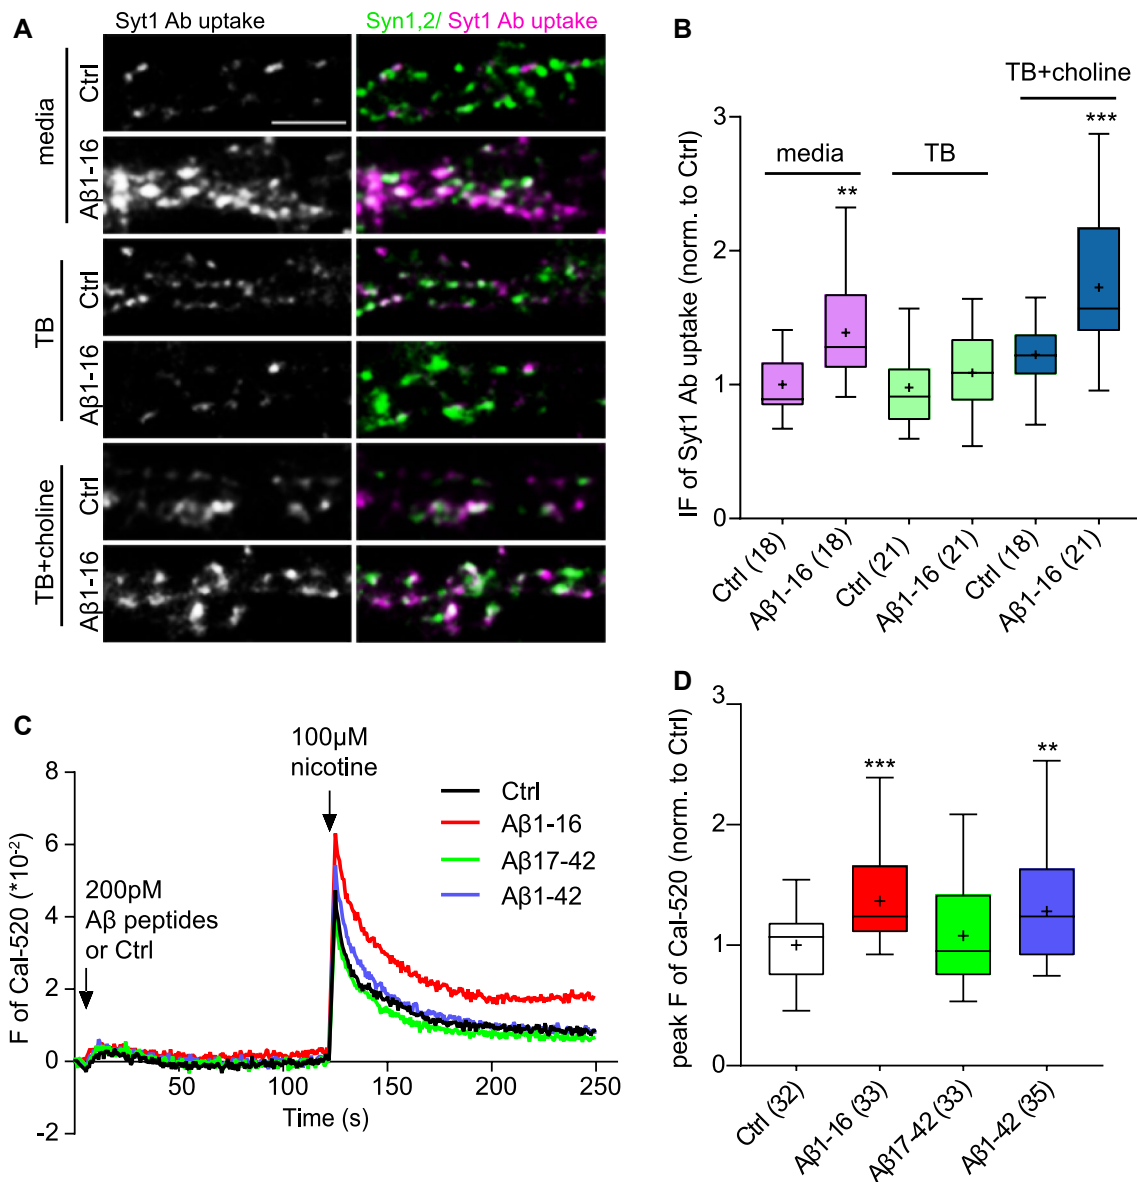 A
Syt1 Ab uptake
Syn1,2/ Syt1 Ab uptake
media
Ctrl
Aβ1-16
TB
Ctrl
Aβ1-16
TB+choline
Ctrl
Aβ1-16
B
IF of Syt1 Ab uptake (norm. to Ctrl)
3
2
1
0
media
**
TB
TB+choline
***
Ctrl (18)
Aβ1-16 (18)
Ctrl (21)
Aβ1-16 (21)
Ctrl (18)
Aβ1-16 (21)
C
F of Cal-520 (*10⁻²)
8
6
4
2
0
-2
200pM
Aβ peptides
or Ctrl
100µM
nicotine
Ctrl
Aβ1-16
Aβ17-42
Aβ1-42
50
100
150
200
250
Time (s)
D
peak F of Cal-520 (norm. to Ctrl)
3
2
1
0
***
**
Ctrl (32)
Aβ1-16 (33)
Aβ17-42 (33)
Aβ1-42 (35)